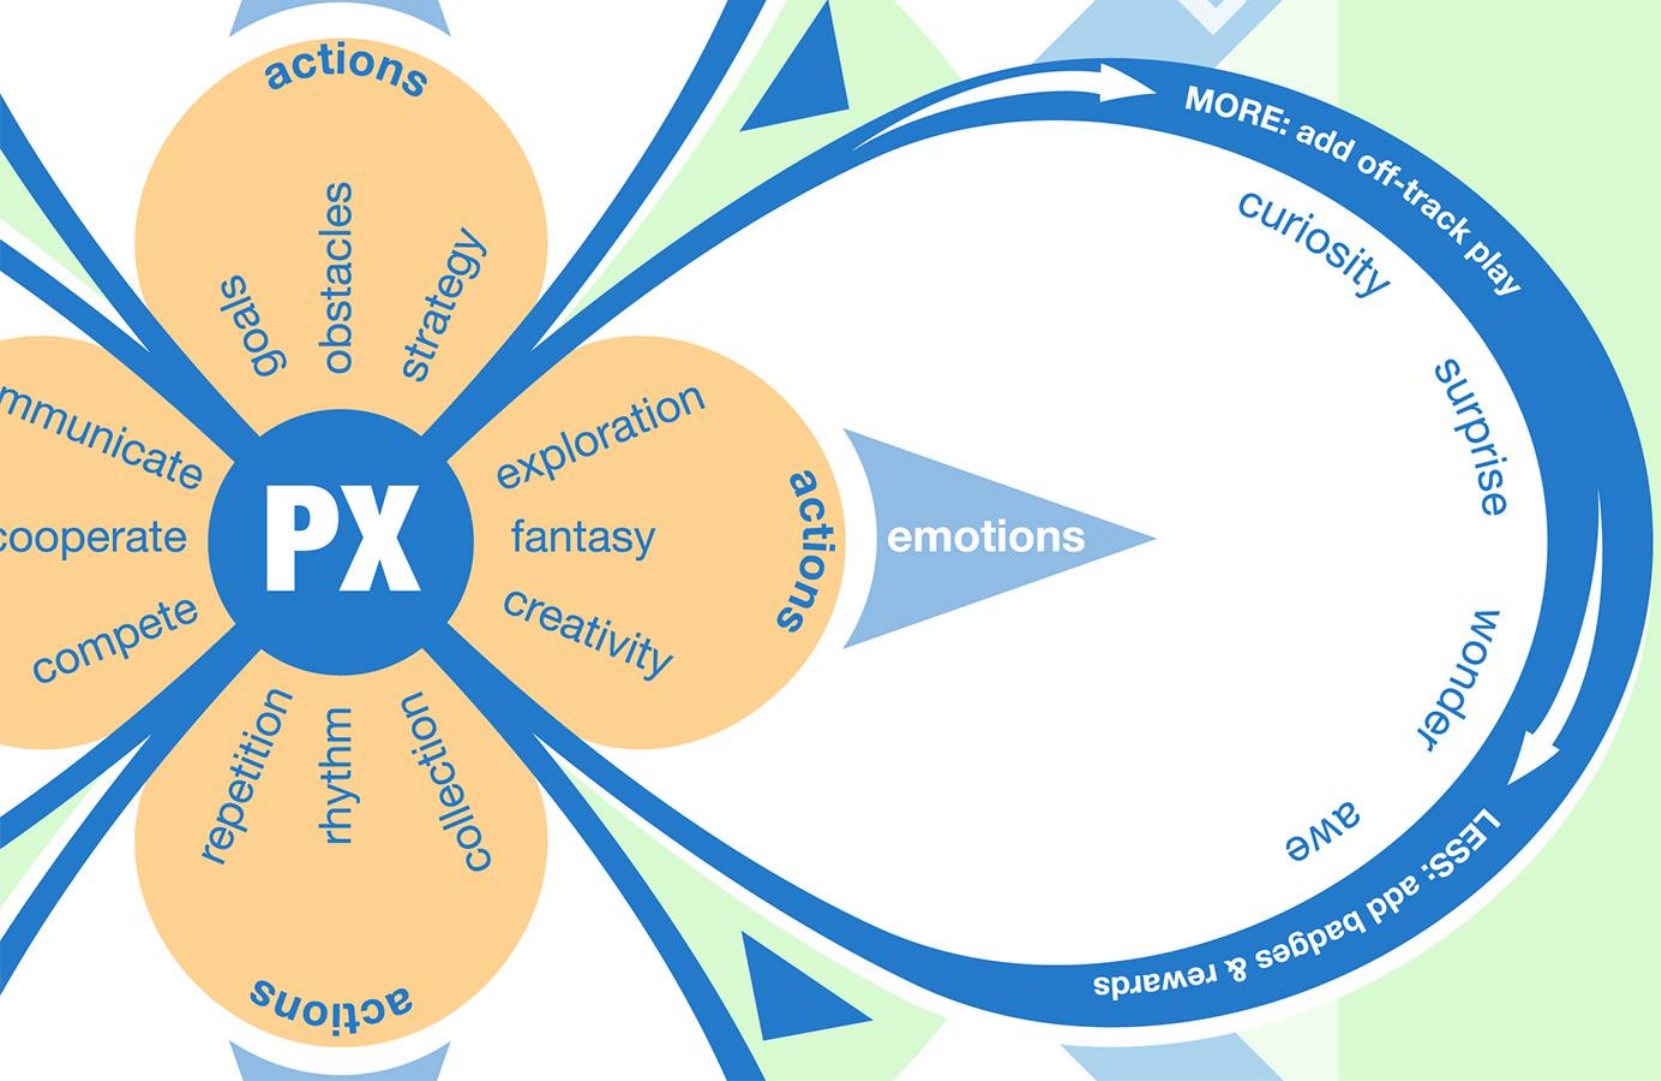 actions
goals
obstacles
strategy
mmunicate
cooperate
compete
PX
exploration
fantasy
creativity
actions
emotions
repetition
rhythm
collection
actions
MORE: add off-track play
curiosity
surprise
wonder
awe
LESS: add badges & rewards